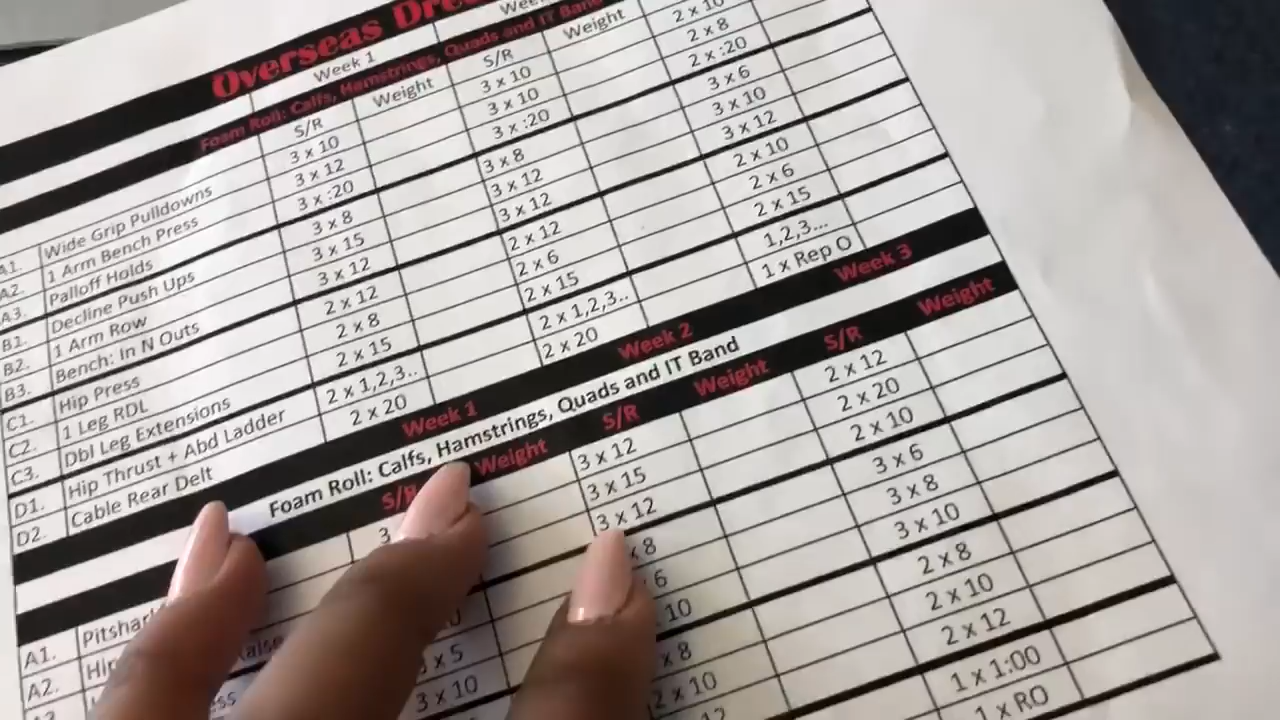 Overseas
Week 1
Foam Roll: Calfs, Hamstrings, Quads and IT Band
S/R Weight S/R Weight
A1. Wide Grip Pulldowns 3 x 10 3 x 10 2 x 10
A2. 1 Arm Bench Press 3 x 12 3 x 10 2 x 8
A3. Palloff Holds 3 x :20 3 x :20 2 x :20
B1. Decline Push Ups 3 x 8 3 x 8 3 x 6
B2. 1 Arm Row 3 x 15 3 x 12 3 x 10
B3. Bench: In N Outs 3 x 12 3 x 12 3 x 12
C1. Hip Press 2 x 12 2 x 12 2 x 10
C2. 1 Leg RDL 2 x 8 2 x 6 2 x 6
C3. Dbl Leg Extensions 2 x 15 2 x 15 2 x 15
D1. Hip Thrust + Abd Ladder 2 x 1,2,3.. 2 x 1,2,3.. 1,2,3...
D2. Cable Rear Delt 2 x 20 2 x 20 1 x Rep O
Week 1 Week 2 Week 3
Foam Roll: Calfs, Hamstrings, Quads and IT Band
S/R Weight S/R Weight S/R Weight
A1. 3 3 x 12 2 x 12
A2. 3 x 15 2 x 20
3 x 12 2 x 10
x 8 3 x 6
6 3 x 8
x 5 10 3 x 10
3 x 10 x 8 2 x 8
2 x 10 2 x 10
2 x 12
1 x 1:00
1 x RO